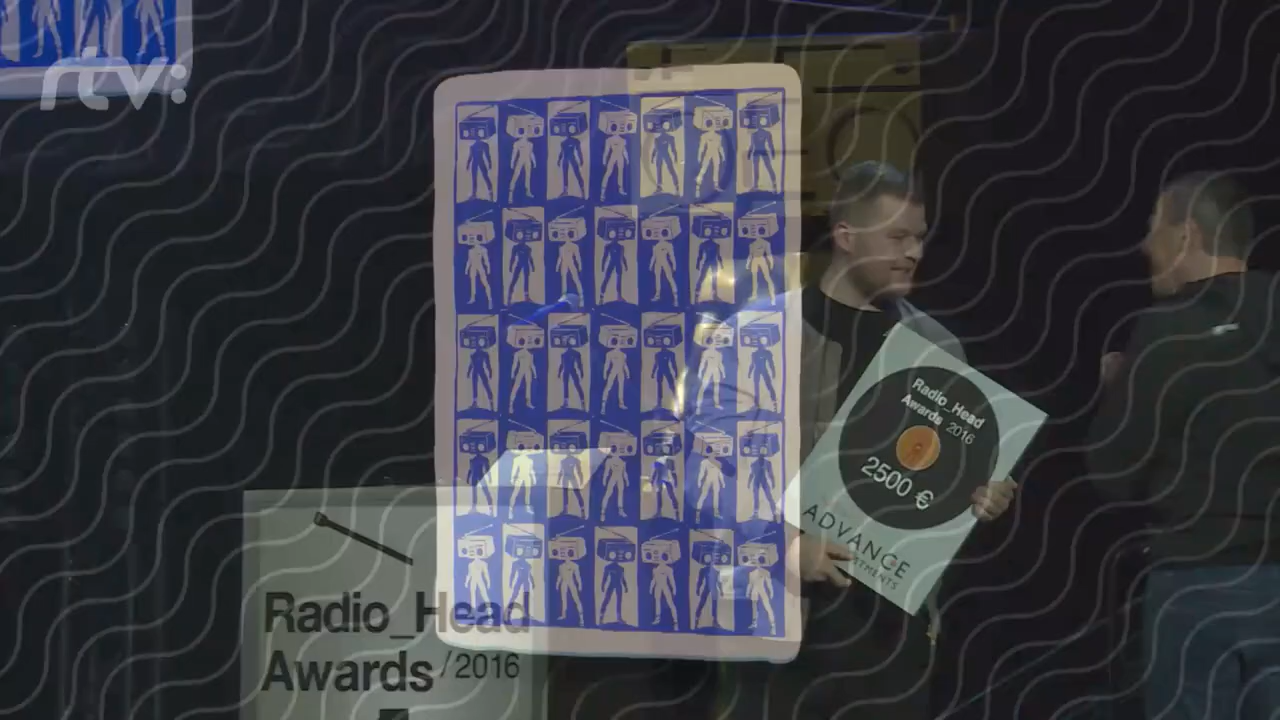 rtv:
Radio_Head
Awards 2016
2500 €
ADVANCE
Radio_Head
Awards / 2016